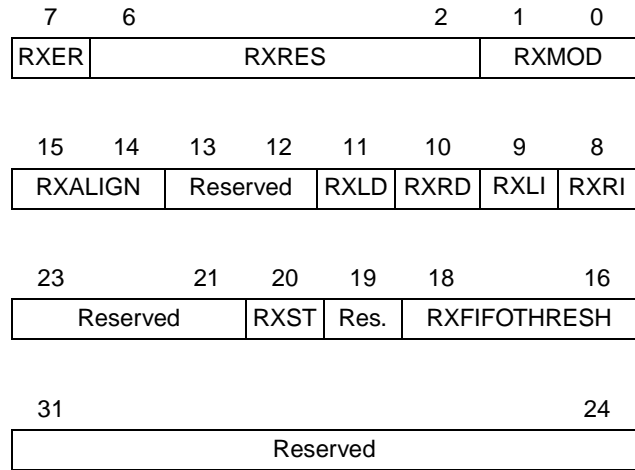 7 6 2 1 0
RXER RXRES RXMOD
15 14 13 12 11 10 9 8
RXALIGN Reserved RXLD RXRD RXLI RXRI
23 21 20 19 18 16
Reserved RXST Res. RXFIFOTHRESH
31 24
Reserved